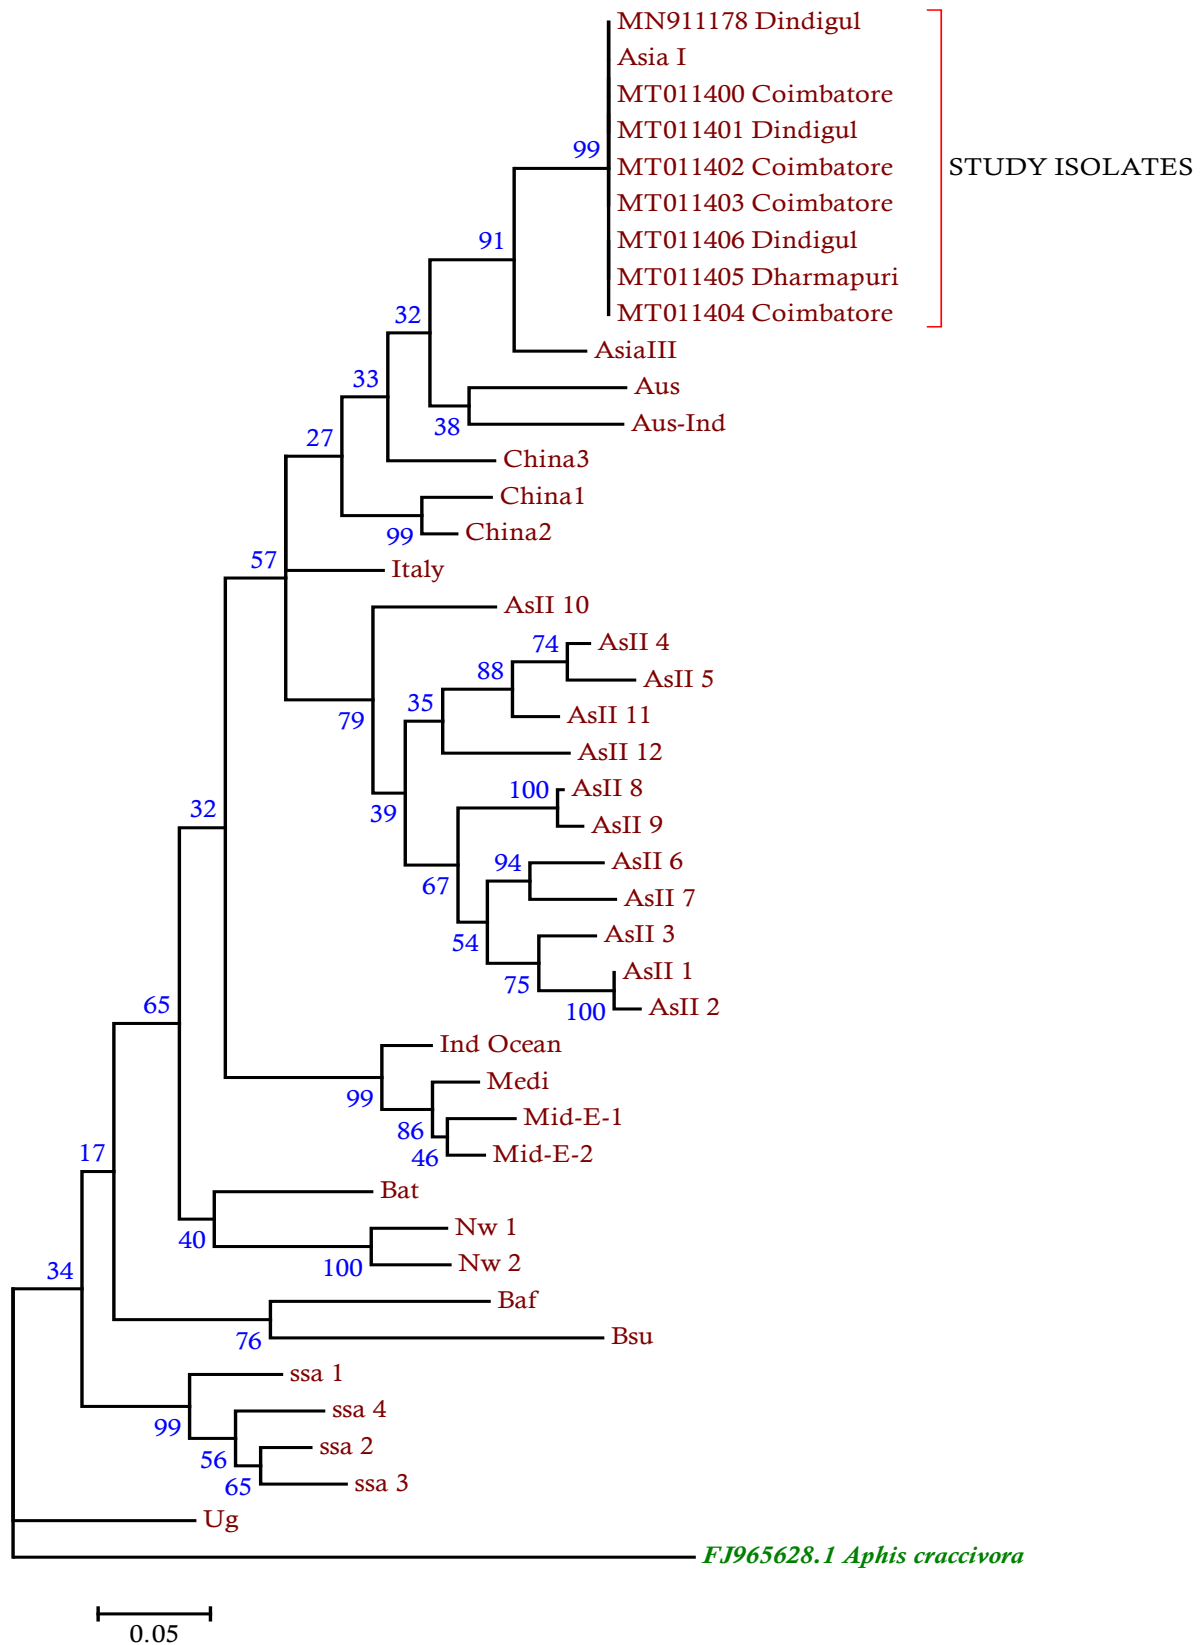 MN911178 Dindigul
Asia I
MT011400 Coimbatore
MT011401 Dindigul
99
MT011402 Coimbatore
STUDY ISOLATES
MT011403 Coimbatore
91
MT011406 Dindigul
MT011405 Dharmapuri
32
MT011404 Coimbatore
AsiaIII
33
Aus
38
Aus-Ind
27
China3
China1
99
China2
57
Italy
AsII 10
74
AsII 4
88
AsII 5
35
79
AsII 11
AsII 12
100
AsII 8
32
39
AsII 9
94
AsII 6
67
AsII 7
54
AsII 3
75
AsII 1
65
100
AsII 2
Ind Ocean
99
Medi
86
Mid-E-1
46
Mid-E-2
17
Bat
40
Nw 1
100
Nw 2
34
Baf
76
Bsu
ssa 1
99
ssa 4
56
ssa 2
65
ssa 3
Ug
FJ965628.1 Aphis craccivora
0.05